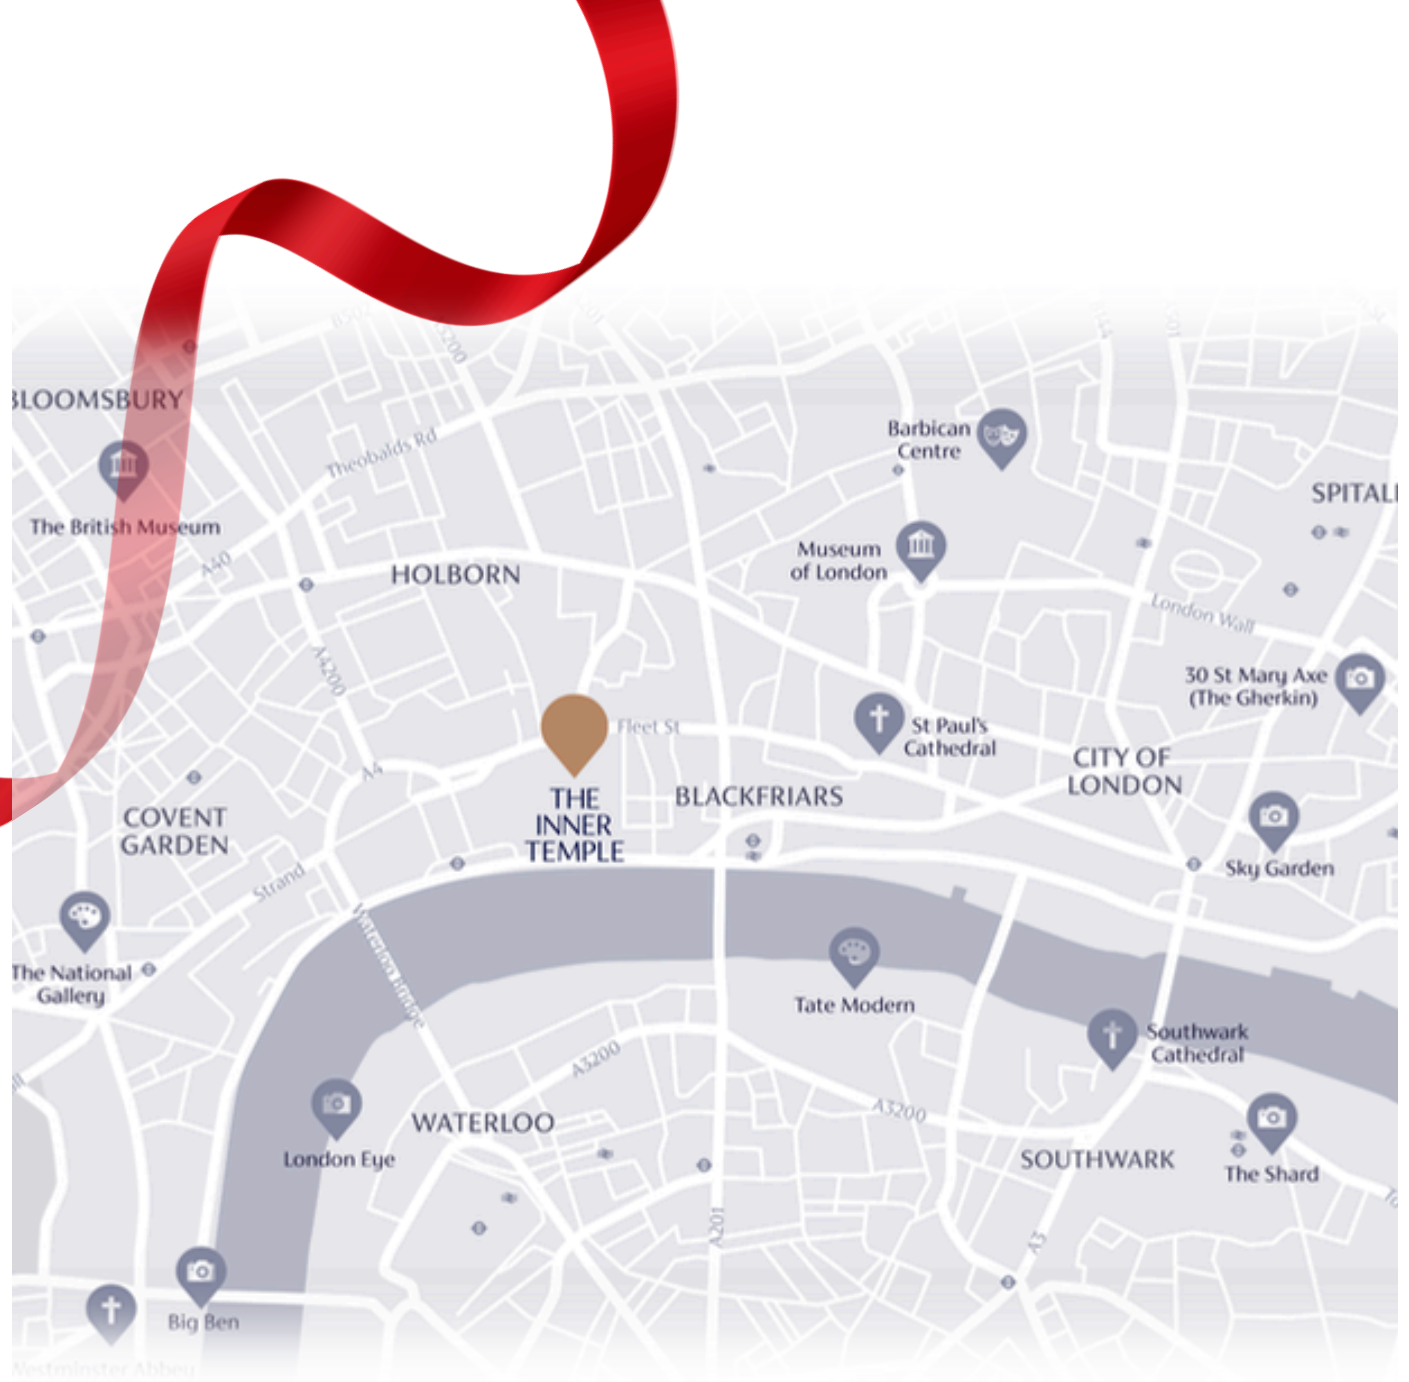 B502
5200
BLOOMSBURY
Theobalds Rd
Barbican
Centre
SPITALI
The British Museum
A40
HOLBORN
Museum
of London
London Wall
A4200
30 St Mary Axe
(The Gherkin)
Fleet St
St Paul's
Cathedral
A4
CITY OF
LONDON
THE
INNER
TEMPLE
BLACKFRIARS
COVENT
GARDEN
Sky Garden
Strand
Waterloo Bridge
The National
Gallery
Tate Modern
Southwark
Cathedral
A3200
London Eye
WATERLOO
A3200
SOUTHWARK
The Shard
A201
A3
Big Ben
Westminster Abbey